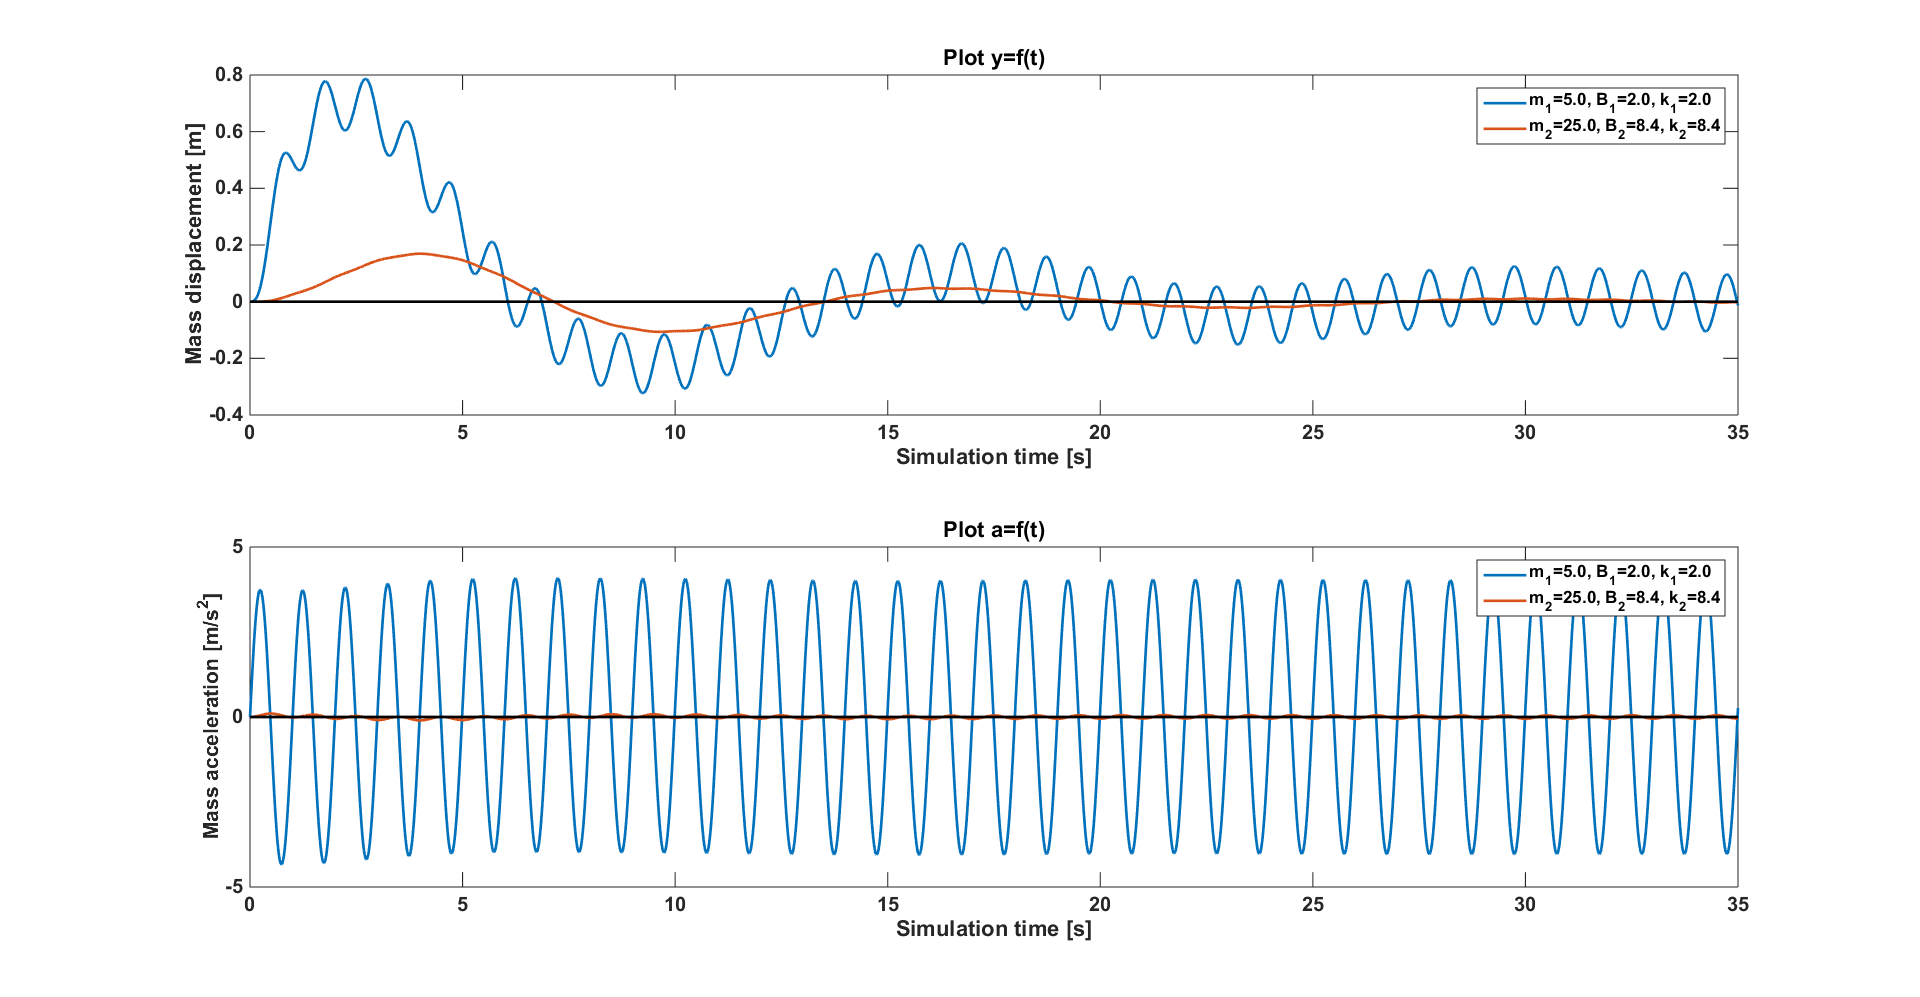 Plot y=f(t)
Mass displacement [m]
0.8
0.6
0.4
0.2
0
-0.2
-0.4
m1=5.0, B1=2.0, k1=2.0
m2=25.0, B2=8.4, k2=8.4
0 5 10 15 20 25 30 35
Simulation time [s]
Plot a=f(t)
Mass acceleration [m/s2]
5
0
-5
m1=5.0, B1=2.0, k1=2.0
m2=25.0, B2=8.4, k2=8.4
0 5 10 15 20 25 30 35
Simulation time [s]